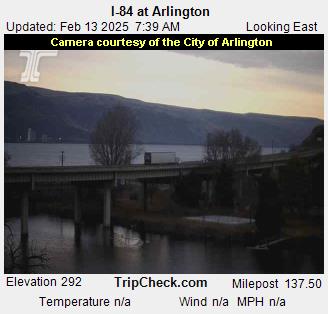 I-84 at Arlington
Updated: Feb 13 2025 7:39 AM Looking East
Camera courtesy of the City of Arlington
Elevation 292 TripCheck.com Milepost 137.50
Temperature n/a Wind n/a MPH n/a